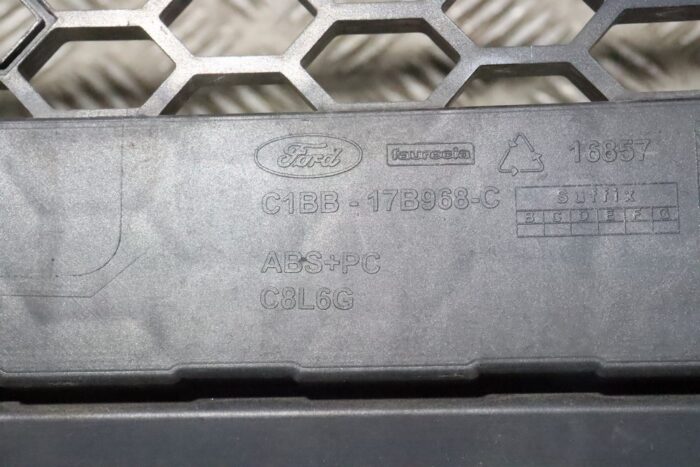 Ford faurecia 16857
C1BB - 17B968-C
Suffix
B C D E F G
ABS+PC
C8L6G